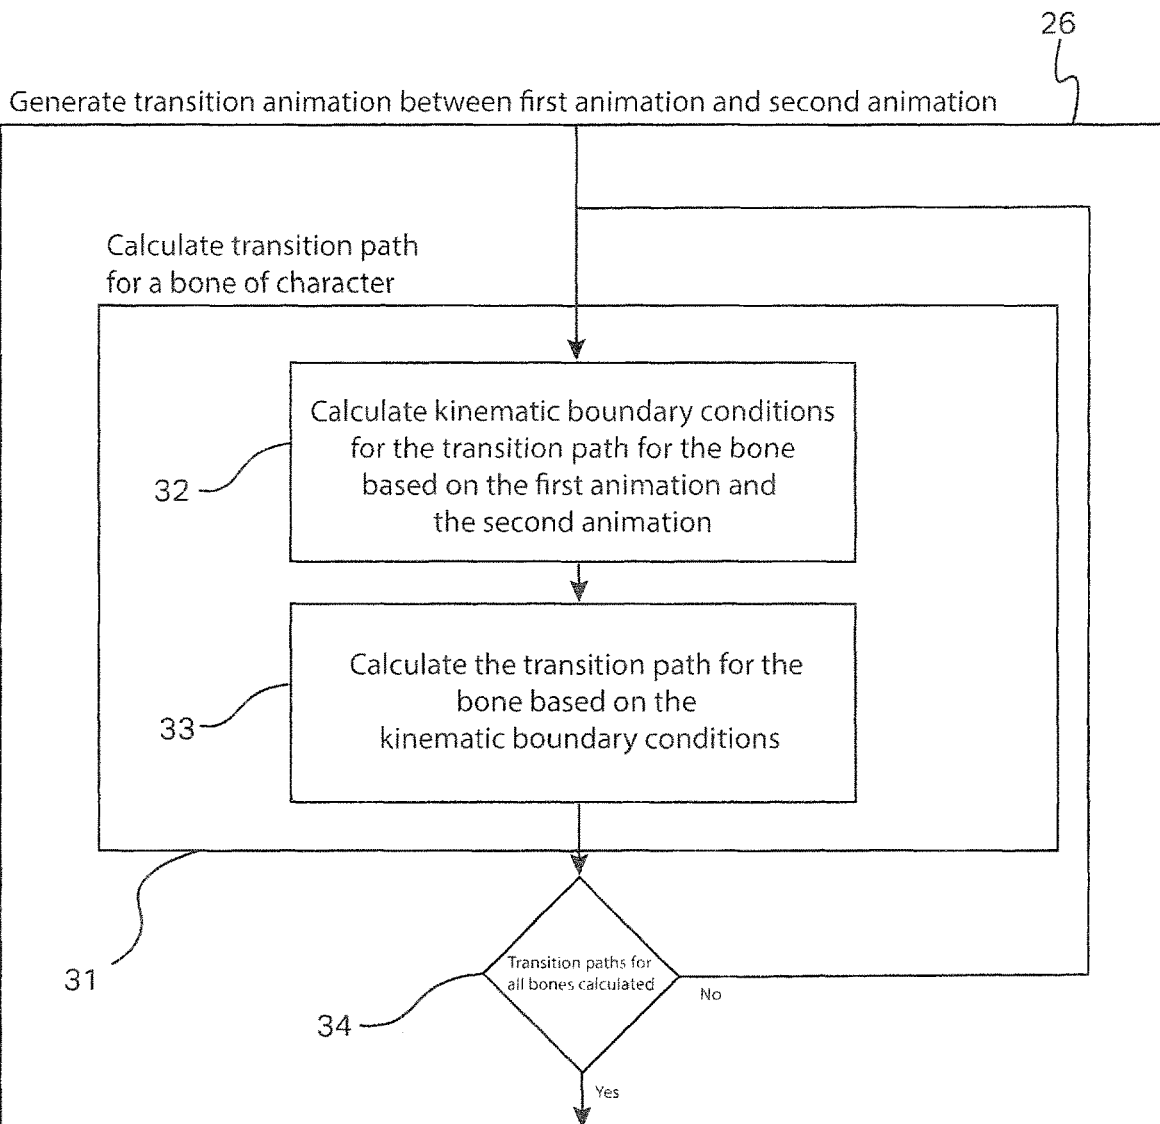 26
Generate transition animation between first animation and second animation
Calculate transition path
for a bone of character
Calculate kinematic boundary conditions
for the transition path for the bone
based on the first animation and
the second animation
32
Calculate the transition path for the
bone based on the
kinematic boundary conditions
33
31
Transition paths for
all bones calculated
No
34
Yes